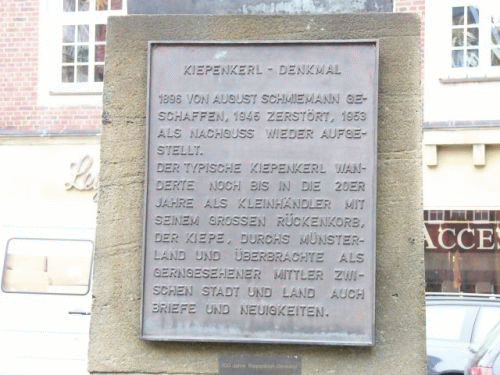 KIEPENKERL - DENKMAL
1896 VON AUGUST SCHMIEMANN GE-
SCHAFFEN, 1945 ZERSTÖRT, 1953
ALS NACHGUSS WIEDER AUFGE-
STELLT.
DER TYPISCHE KIEPENKERL WAN-
DERTE NOCH BIS IN DIE 20ER
JAHRE ALS KLEINHÄNDLER MIT
SEINEM GROSSEN RÜCKENKORB,
DER KIEPE, DURCHS MÜNSTER-
LAND UND ÜBERBRACHTE ALS
GERNGESEHENER MITTLER ZWI-
SCHEN STADT UND LAND AUCH
BRIEFE UND NEUIGKEITEN.
ACCES